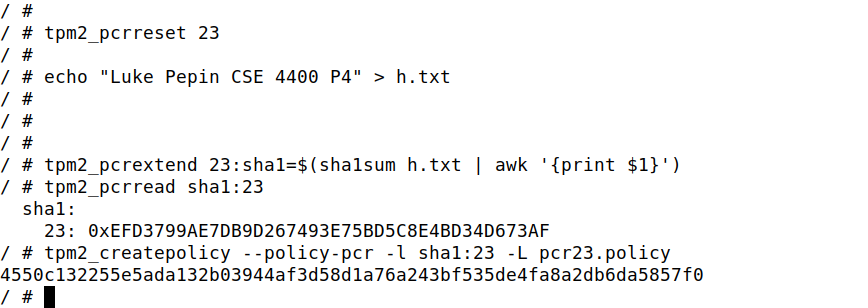 / #
/ # tpm2_pcrreset 23
/ #
/ # echo "Luke Pepin CSE 4400 P4" > h.txt
/ #
/ #
/ #
/ # tpm2_pcrextend 23:sha1=$(sha1sum h.txt | awk '{print $1}')
/ # tpm2_pcrread sha1:23
  sha1:
    23: 0xEFD3799AE7DB9D267493E75BD5C8E4BD34D673AF
/ # tpm2_createpolicy --policy-pcr -l sha1:23 -L pcr23.policy
4550c132255e5ada132b03944af3d58d1a76a243bf535de4fa8a2db6da5857f0
/ #